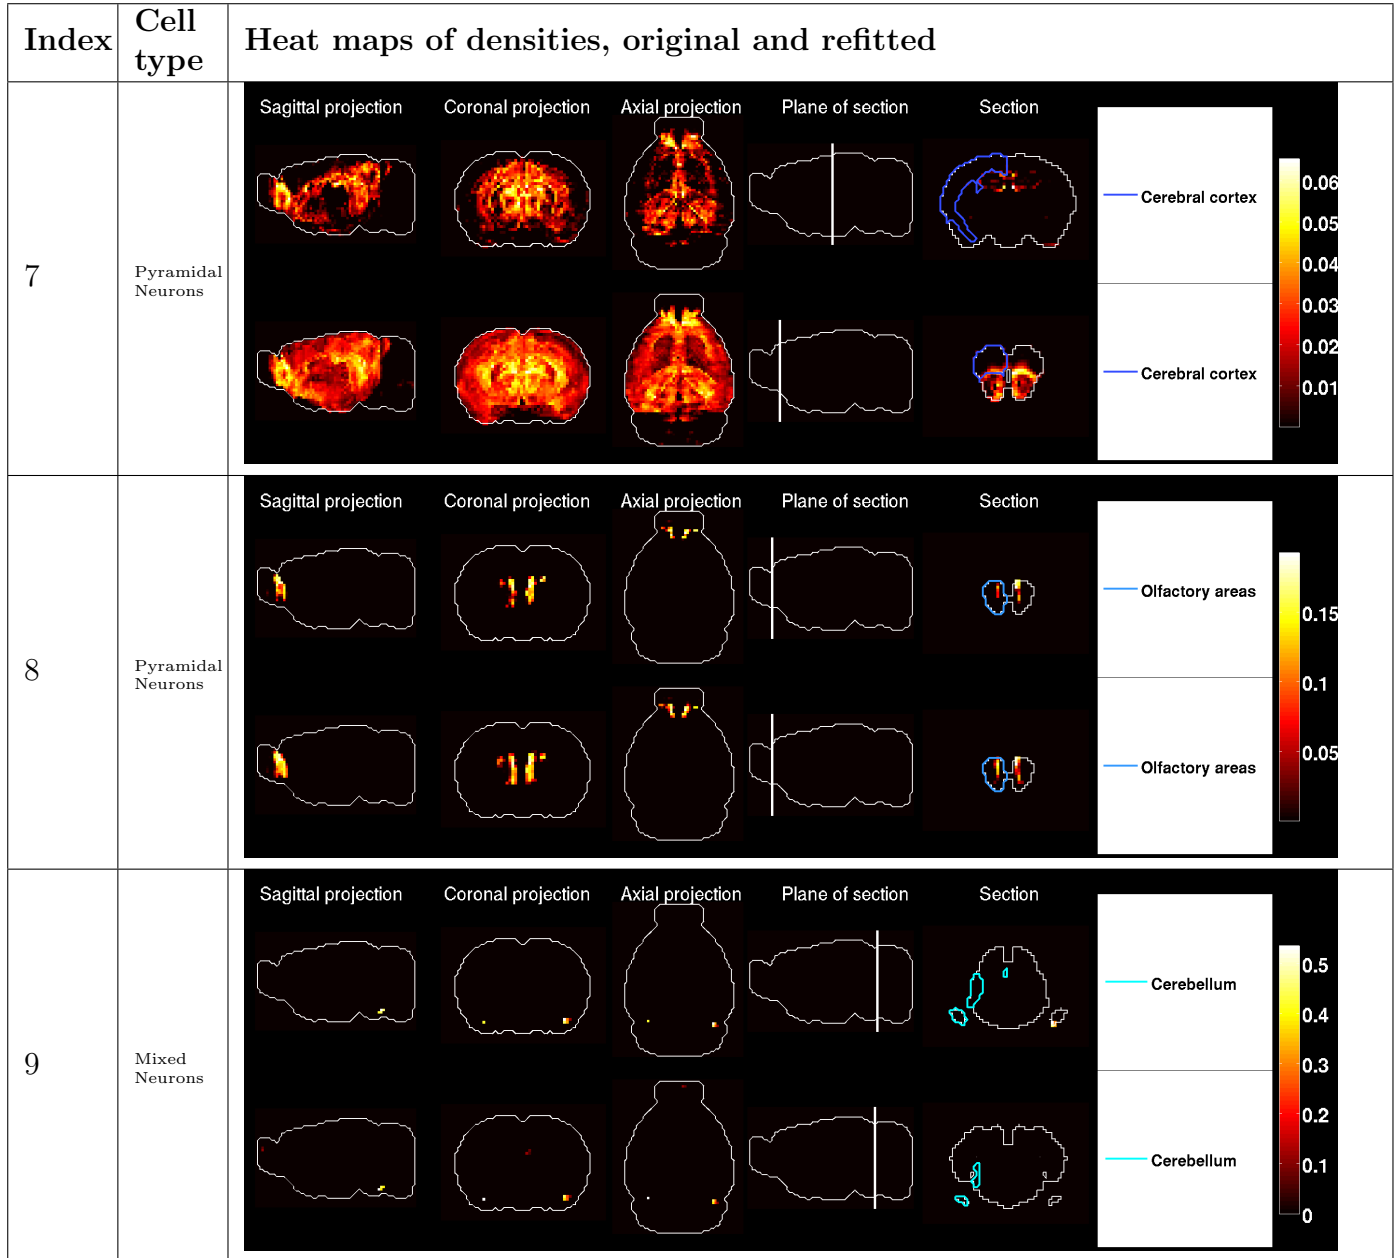 Index
Cell
type
Heat maps of densities, original and refitted
7
Pyramidal
Neurons
Sagittal projection
Coronal projection
Axial projection
Plane of section
Section
Cerebral cortex
Cerebral cortex
0.06
0.05
0.04
0.03
0.02
0.01
8
Pyramidal
Neurons
Sagittal projection
Coronal projection
Axial projection
Plane of section
Section
Olfactory areas
Olfactory areas
0.15
0.1
0.05
9
Mixed
Neurons
Sagittal projection
Coronal projection
Axial projection
Plane of section
Section
Cerebellum
Cerebellum
0.5
0.4
0.3
0.2
0.1
0